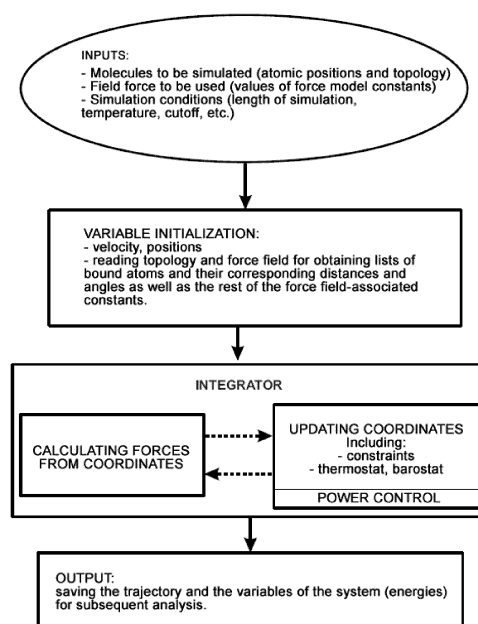 INPUTS:
- Molecules to be simulated (atomic positions and topology)
- Field force to be used (values of force model constants)
- Simulation conditions (length of simulation,
temperature, cutoff, etc.)
VARIABLE INITIALIZATION:
- velocity, positions
- reading topology and force field for obtaining lists of
bound atoms and their corresponding distances and
angles as well as the rest of the force field-associated
constants.
INTEGRATOR
CALCULATING FORCES
FROM COORDINATES
UPDATING COORDINATES
Including:
- constraints
- thermostat, barostat
POWER CONTROL
OUTPUT:
saving the trajectory and the variables of the system (energies)
for subsequent analysis.